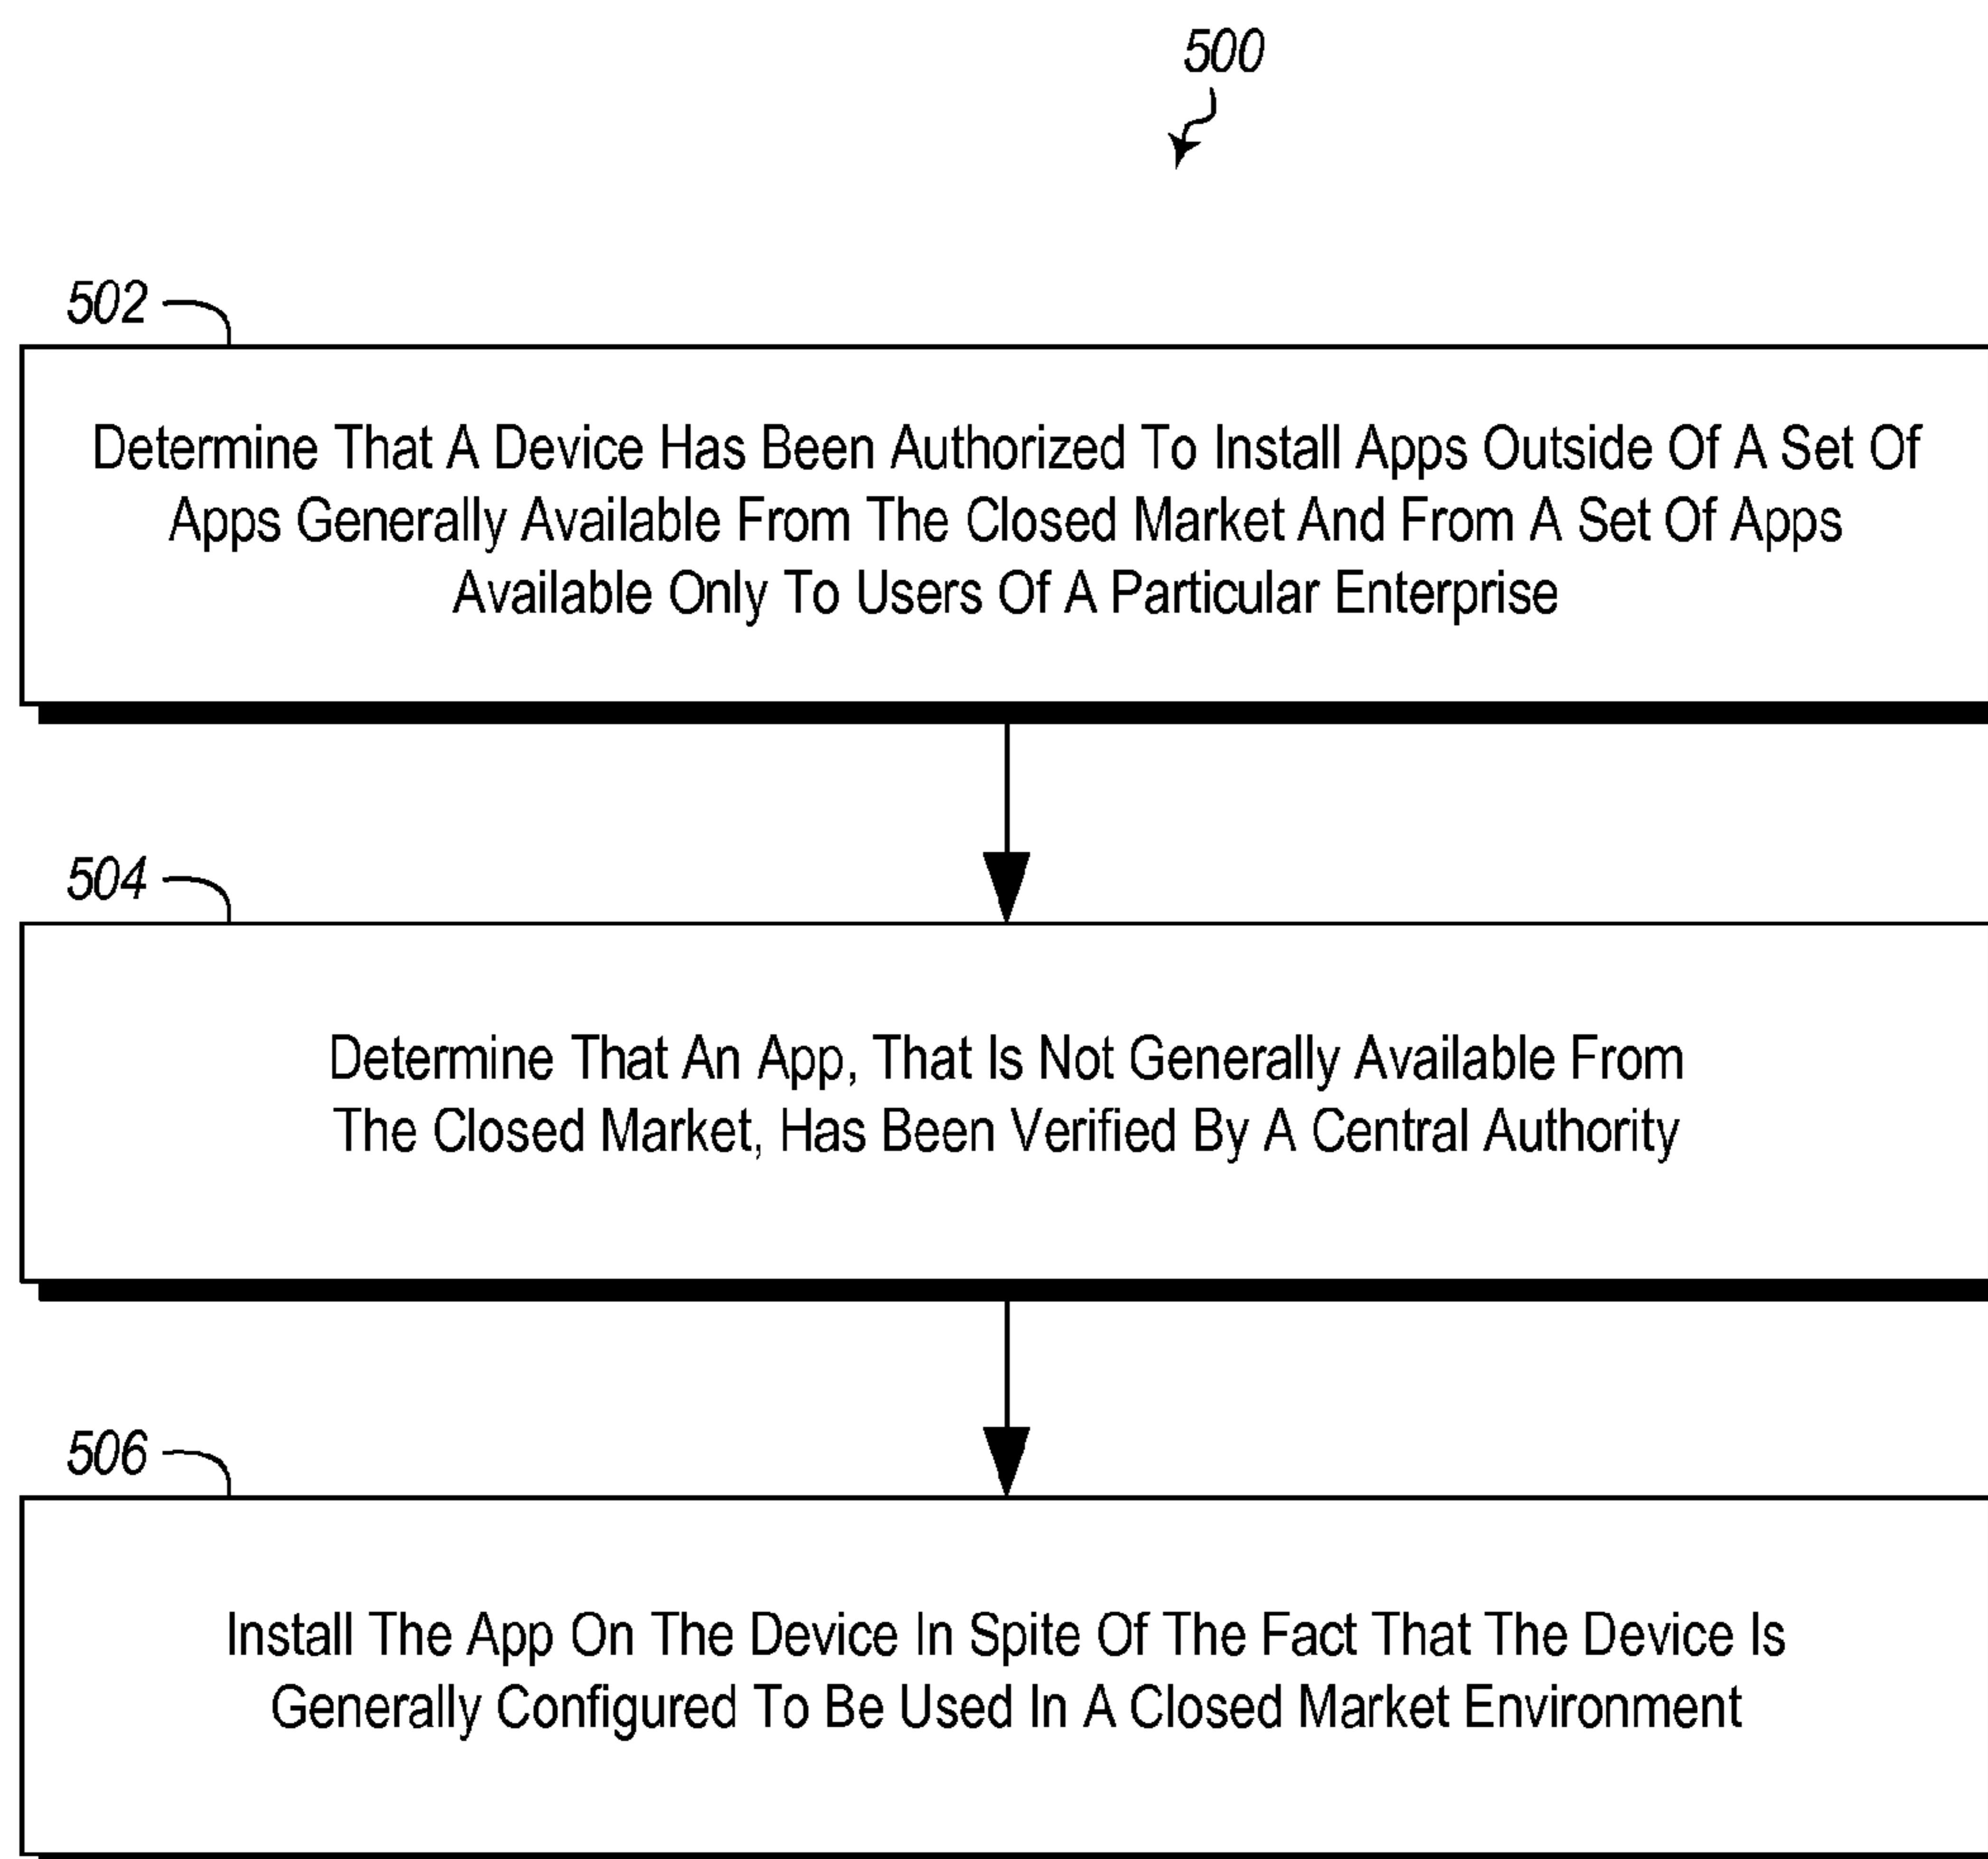 500
502
Determine That A Device Has Been Authorized To Install Apps Outside Of A Set Of
Apps Generally Available From The Closed Market And From A Set Of Apps
Available Only To Users Of A Particular Enterprise
504
Determine That An App, That Is Not Generally Available From
The Closed Market, Has Been Verified By A Central Authority
506
Install The App On The Device In Spite Of The Fact That The Device Is
Generally Configured To Be Used In A Closed Market Environment